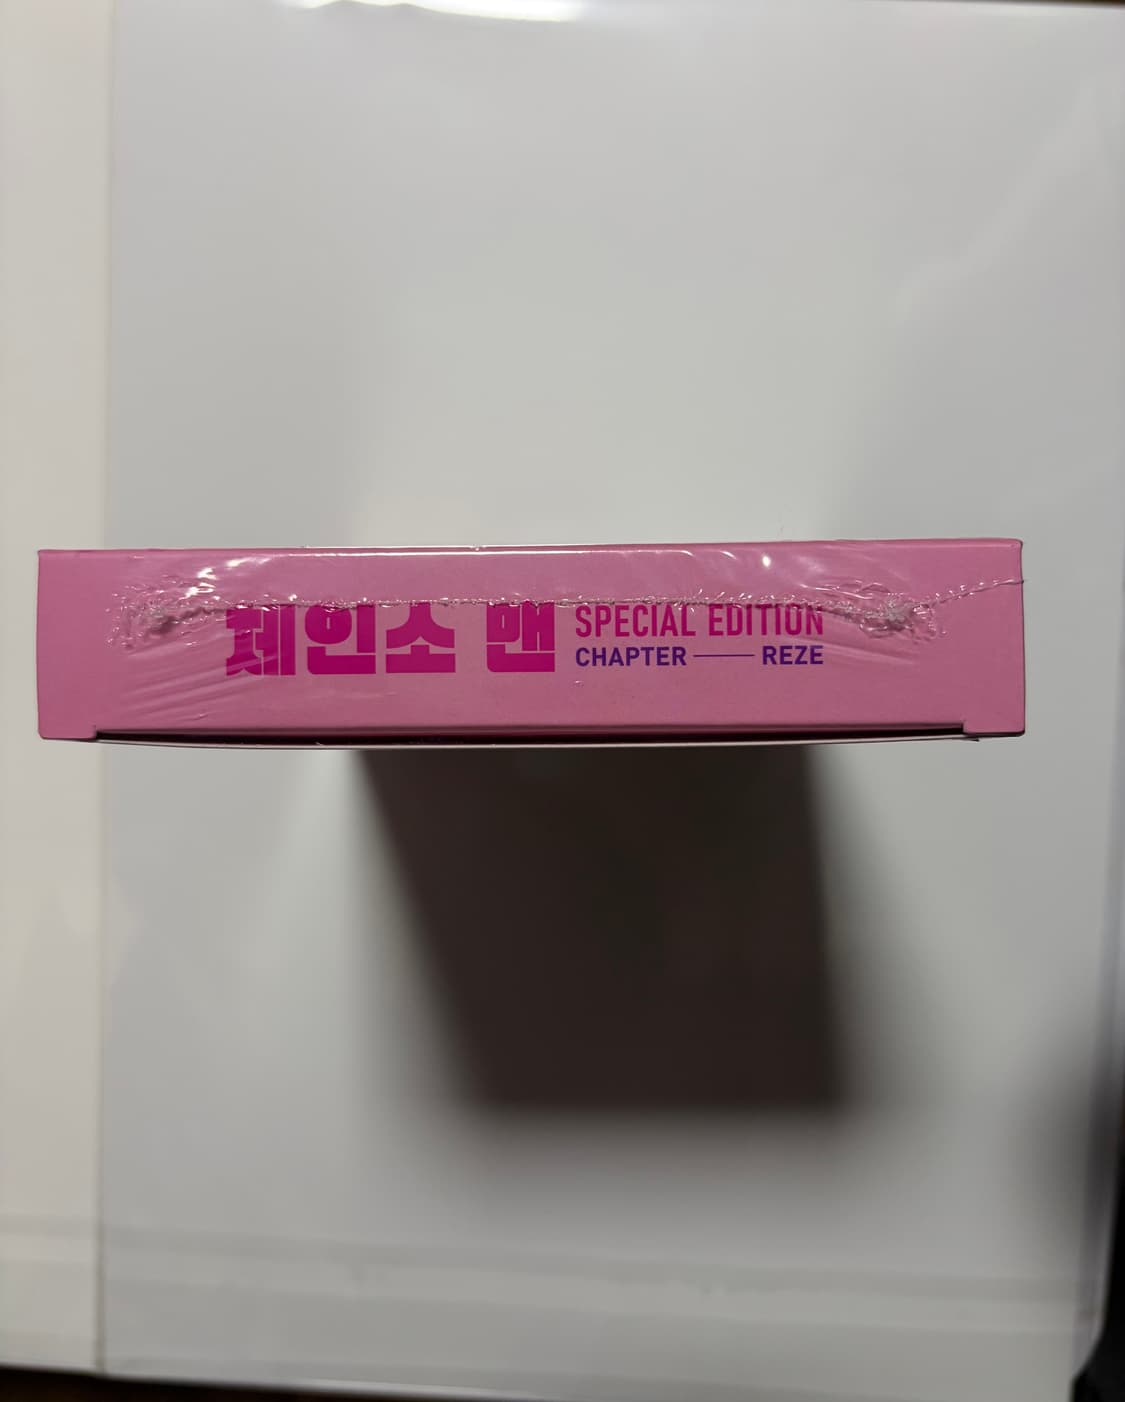 체인소 맨 SPECIAL EDITION
CHAPTER — REZE